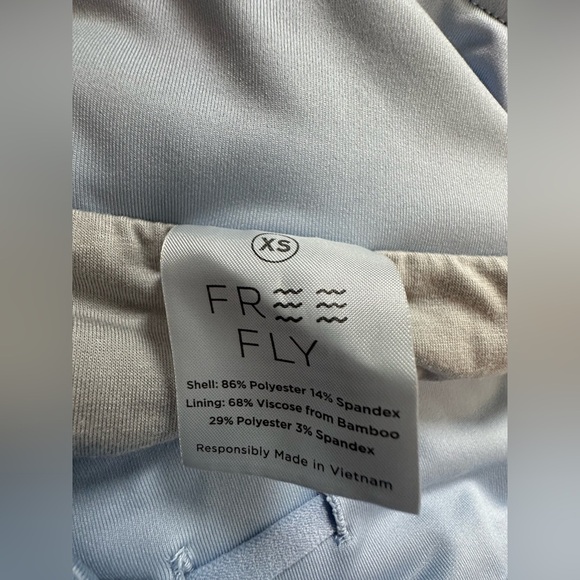 XS
FREE
FLY
Shell: 86% Polyester 14% Spandex
Lining: 68% Viscose from Bamboo
29% Polyester 3% Spandex
Responsibly Made in Vietnam